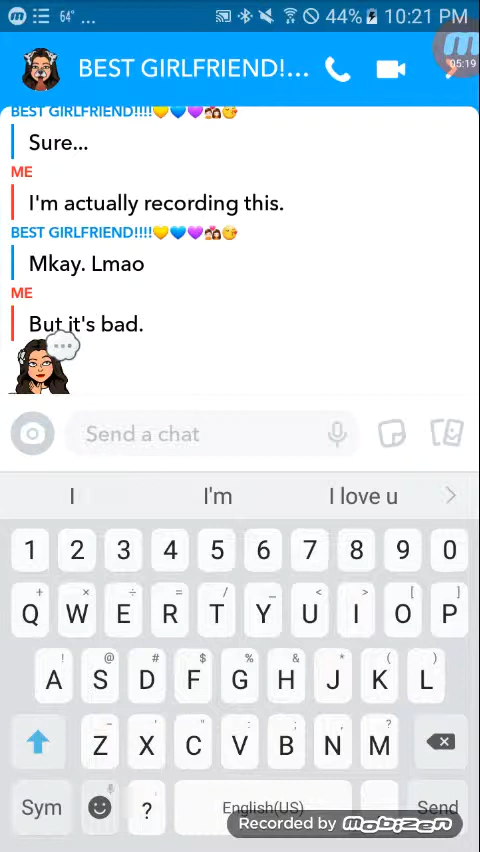 64° ... 44% 10:21 PM
05:19
BEST GIRLFRIEND!...
BEST GIRLFRIEND!!!!💛💙💜💏😘
Sure...
ME
I'm actually recording this.
BEST GIRLFRIEND!!!!💛💙💜💏😘
Mkay. Lmao
ME
But it's bad.
...
Send a chat
I I'm I love u
1 2 3 4 5 6 7 8 9 0
+ × ÷ = / _ < > [ ]
Q W E R T Y U I O P
! @ # $ % & * ( )
A S D F G H J K L
- ' " : ; , ?
Z X C V B N M
Sym ? English(US) Send
Recorded by mobizen